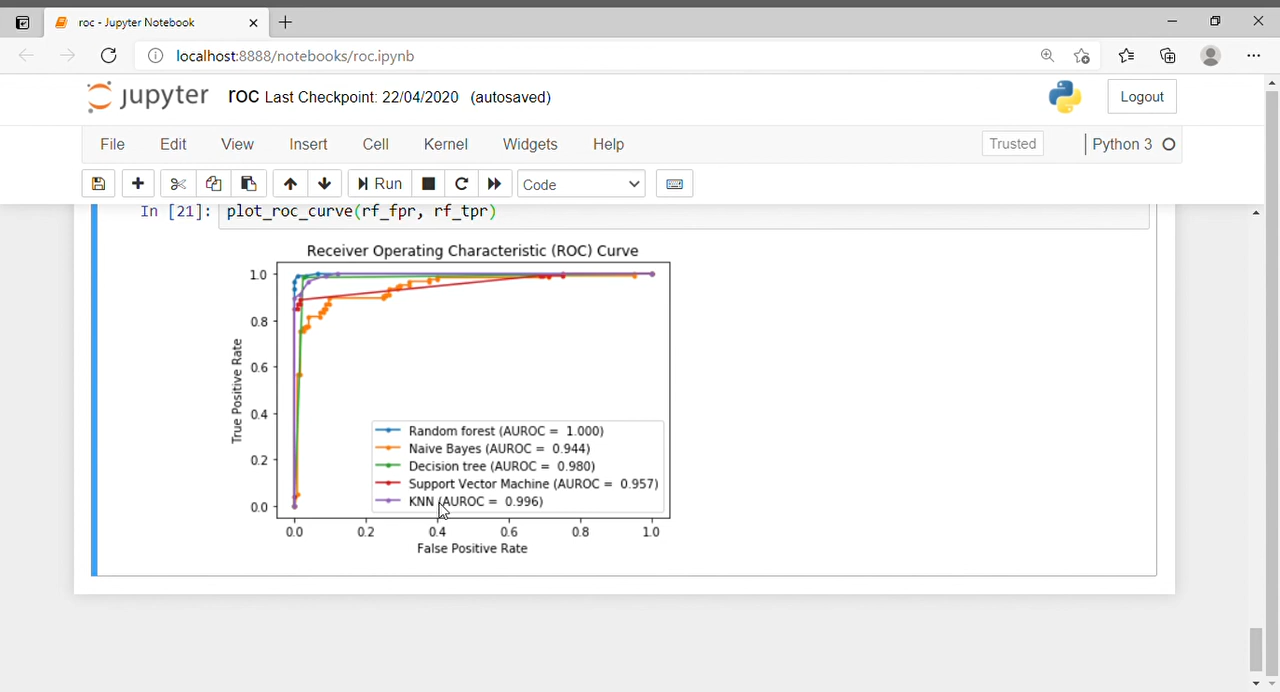 roc - Jupyter Notebook
localhost:8888/notebooks/roc.ipynb
jupyter roc Last Checkpoint: 22/04/2020 (autosaved)
Logout
File Edit View Insert Cell Kernel Widgets Help Trusted Python 3
Run Code
In [21]: plot_roc_curve(rf_fpr, rf_tpr)
Receiver Operating Characteristic (ROC) Curve
1.0
0.8
0.6
0.4
0.2
0.0
True Positive Rate
Random forest (AUROC = 1.000)
Naive Bayes (AUROC = 0.944)
Decision tree (AUROC = 0.980)
Support Vector Machine (AUROC = 0.957)
KNN (AUROC = 0.996)
0.0 0.2 0.4 0.6 0.8 1.0
False Positive Rate